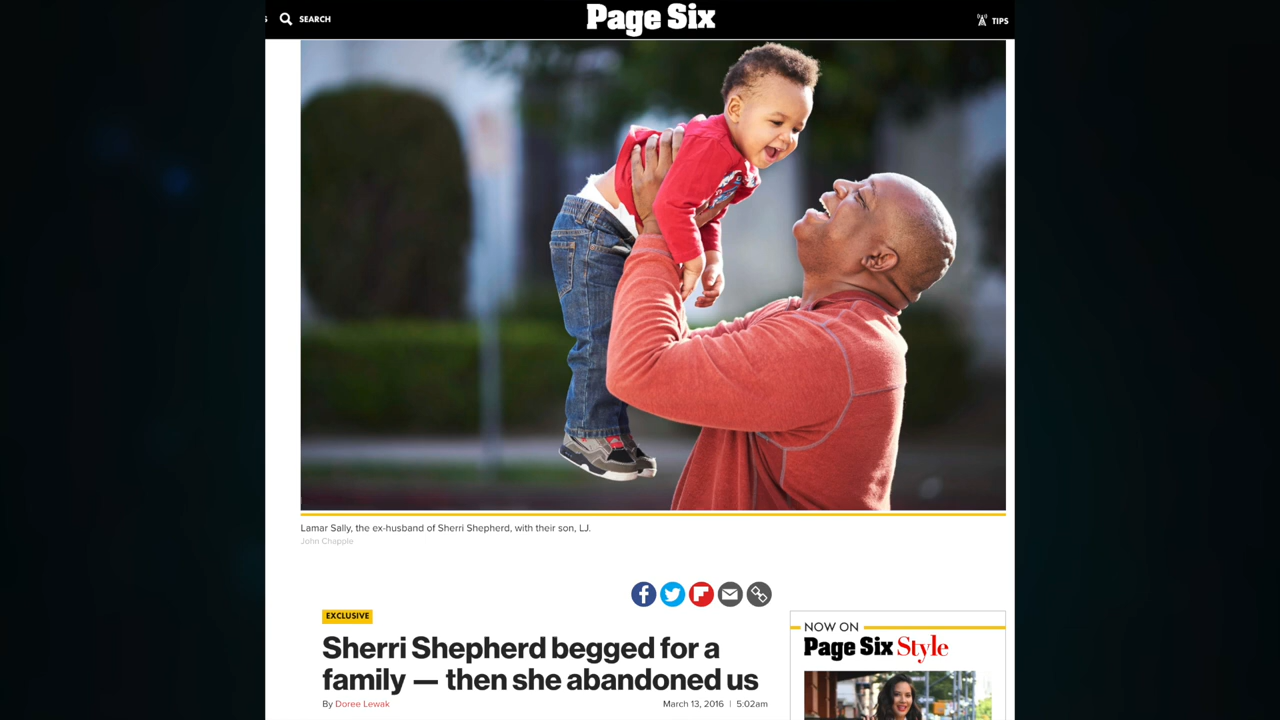 S SEARCH
Page Six
TIPS
Lamar Sally, the ex-husband of Sherri Shepherd, with their son, LJ.
John Chapple
EXCLUSIVE
Sherri Shepherd begged for a
family — then she abandoned us
By Doree Lewak
March 13, 2016 | 5:02am
NOW ON
Page Six Style